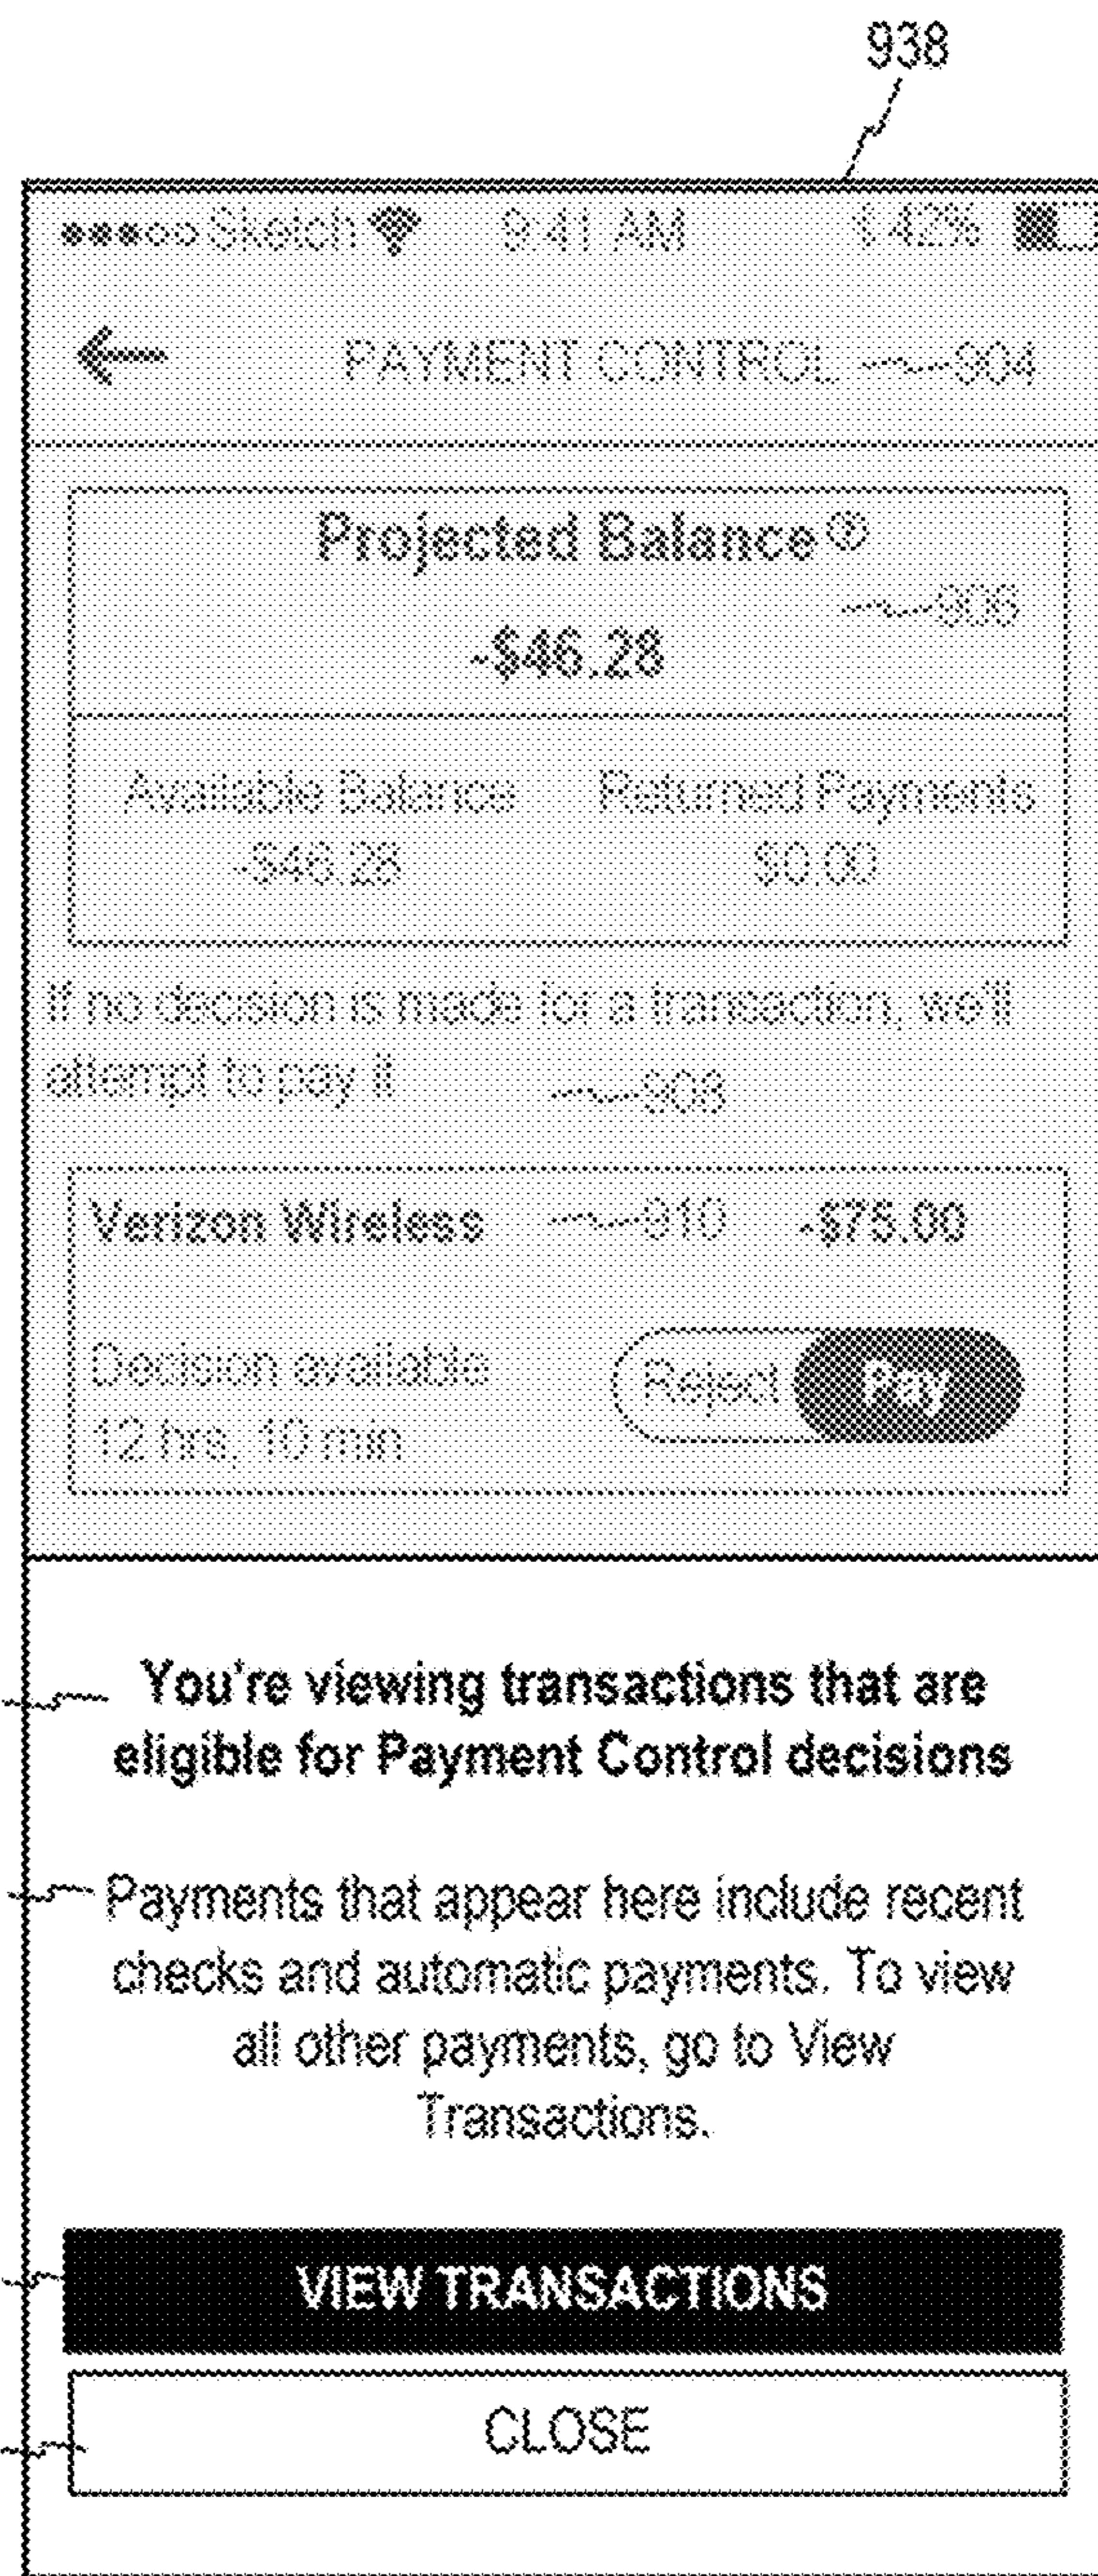 938
Sketch 9:41 AM 42%
PAYMENT CONTROL 904
Projected Balance ?
906
-$46.28
Available Balance Returned Payments
-$46.28 $0.00
If no decision is made for a transaction, we'll
attempt to pay it
908
Verizon Wireless 910 -$75.00
Decision available
12 hrs, 10 min
Reject Pay
You're viewing transactions that are
eligible for Payment Control decisions
Payments that appear here include recent
checks and automatic payments. To view
all other payments, go to View
Transactions.
VIEW TRANSACTIONS
CLOSE